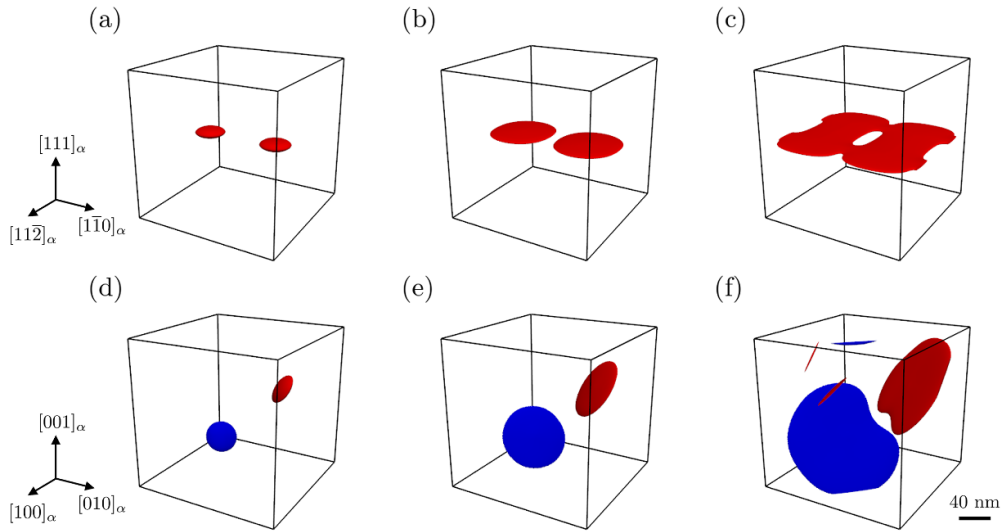 (a) (b) (c)
[111]α
[11̅0]α
[112̅]α
(d) (e) (f)
[001]α
[100]α [010]α
40 nm